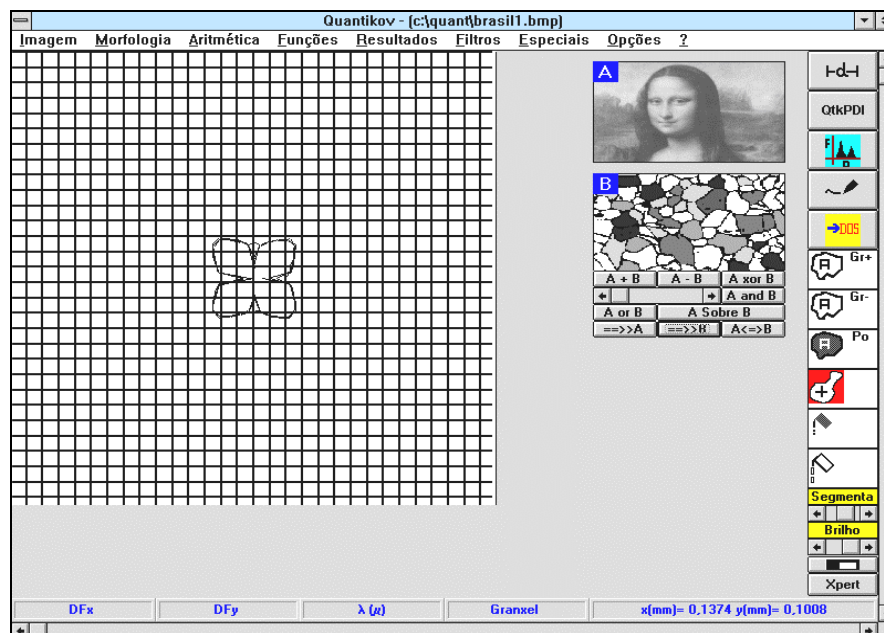 Quantikov - (c:\quant\brasil1.bmp)
Imagem Morfologia Aritmética Funções Resultados Filtros Especiais Opções ?
A
B
A + B A - B A xor B
A and B
A or B A Sobre B
==>>A ==>>B A<=>B
⊢d⊣
QtkPDI
F
D
➔DOS
A Gr+
A Gr-
A Po
Segmenta
Brilho
Xpert
DFx DFy λ (μ) Granxel x(mm)= 0,1374 y(mm)= 0,1008